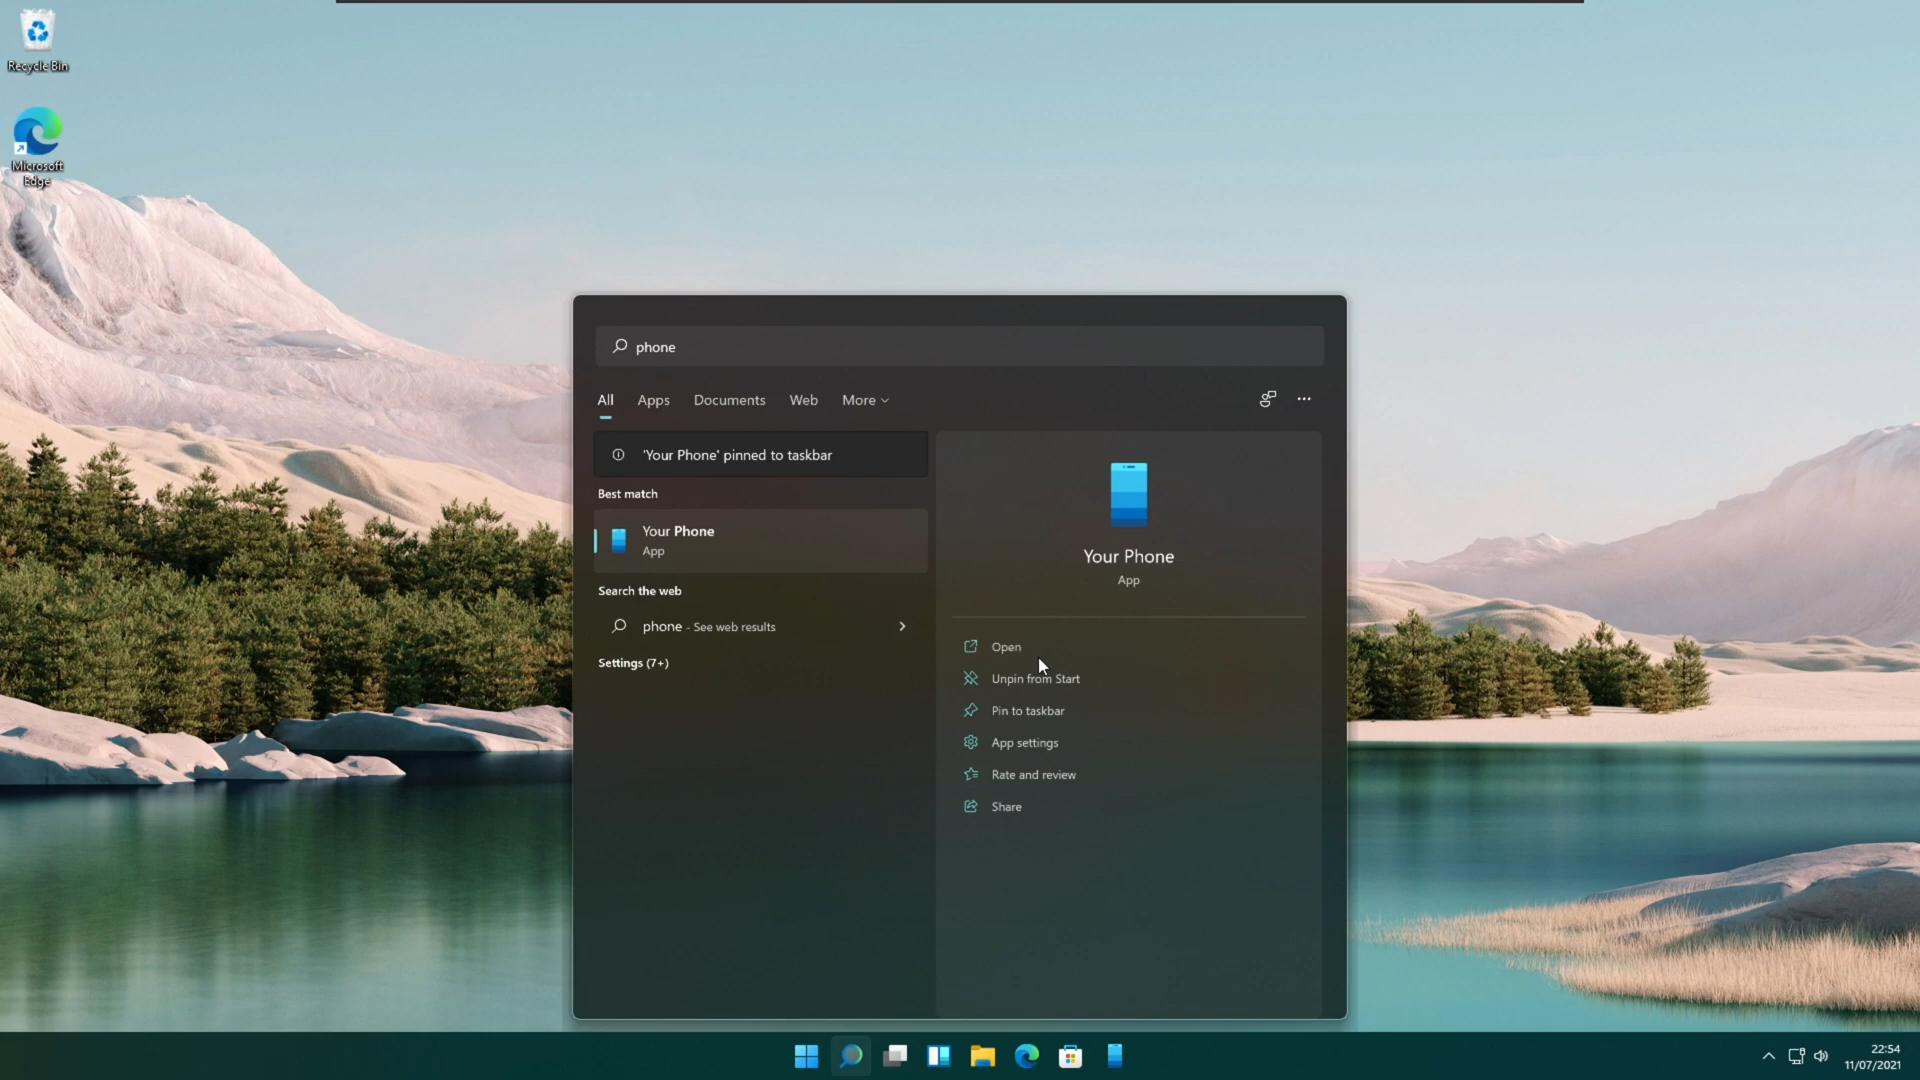 Recycle Bin
Microsoft
Edge
phone
All
Apps
Documents
Web
More
'Your Phone' pinned to taskbar
Best match
Your Phone
App
Search the web
phone - See web results
Settings (7+)
Your Phone
App
Open
Unpin from Start
Pin to taskbar
App settings
Rate and review
Share
22:54
11/07/2021